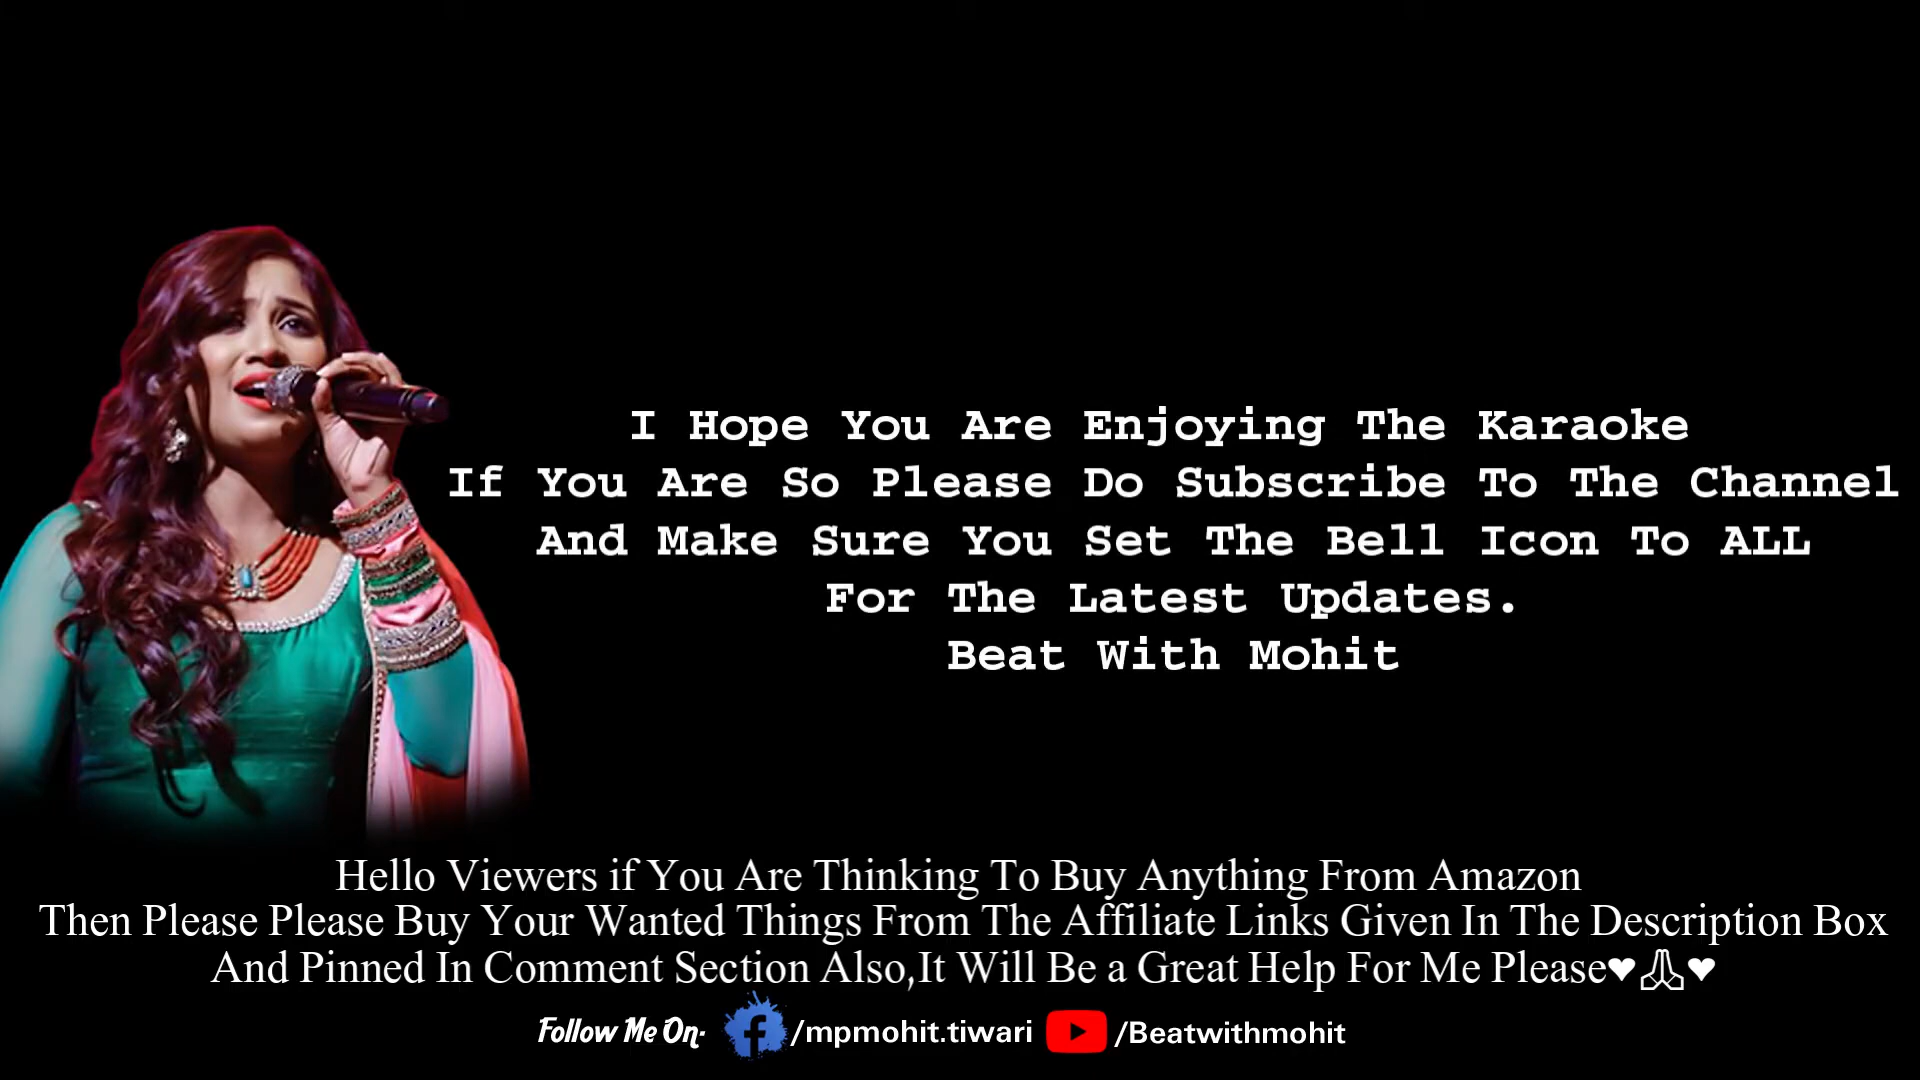 I Hope You Are Enjoying The Karaoke
If You Are So Please Do Subscribe To The Channel
And Make Sure You Set The Bell Icon To ALL
For The Latest Updates.
Beat With Mohit
Hello Viewers if You Are Thinking To Buy Anything From Amazon
Then Please Please Buy Your Wanted Things From The Affiliate Links Given In The Description Box
And Pinned In Comment Section Also,It Will Be a Great Help For Me Please❤🙏❤
Follow Me On- /mpmohit.tiwari /Beatwithmohit